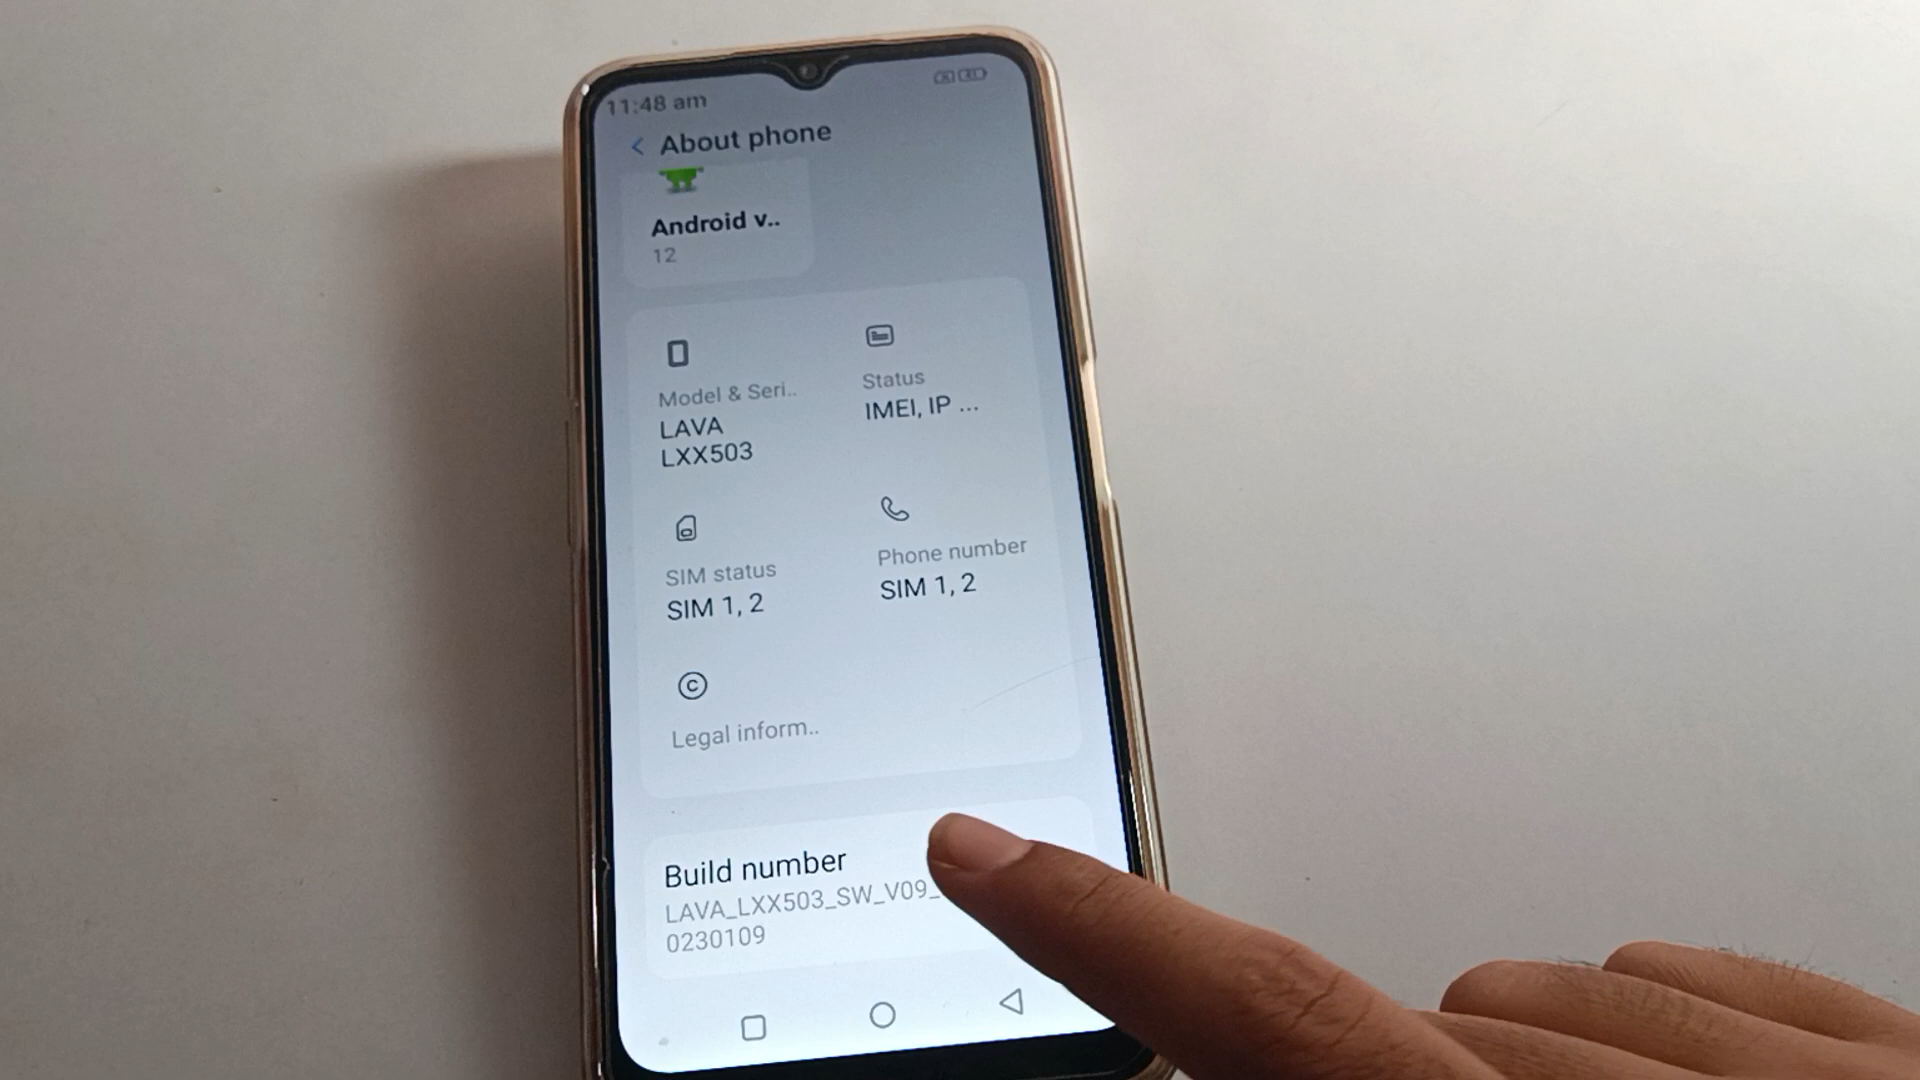 11:48 am
About phone
Android v..
12
Model & Seri..
LAVA
LXX503
Status
IMEI, IP ...
SIM status
SIM 1, 2
Phone number
SIM 1, 2
Legal inform..
Build number
LAVA_LXX503_SW_V09_
0230109